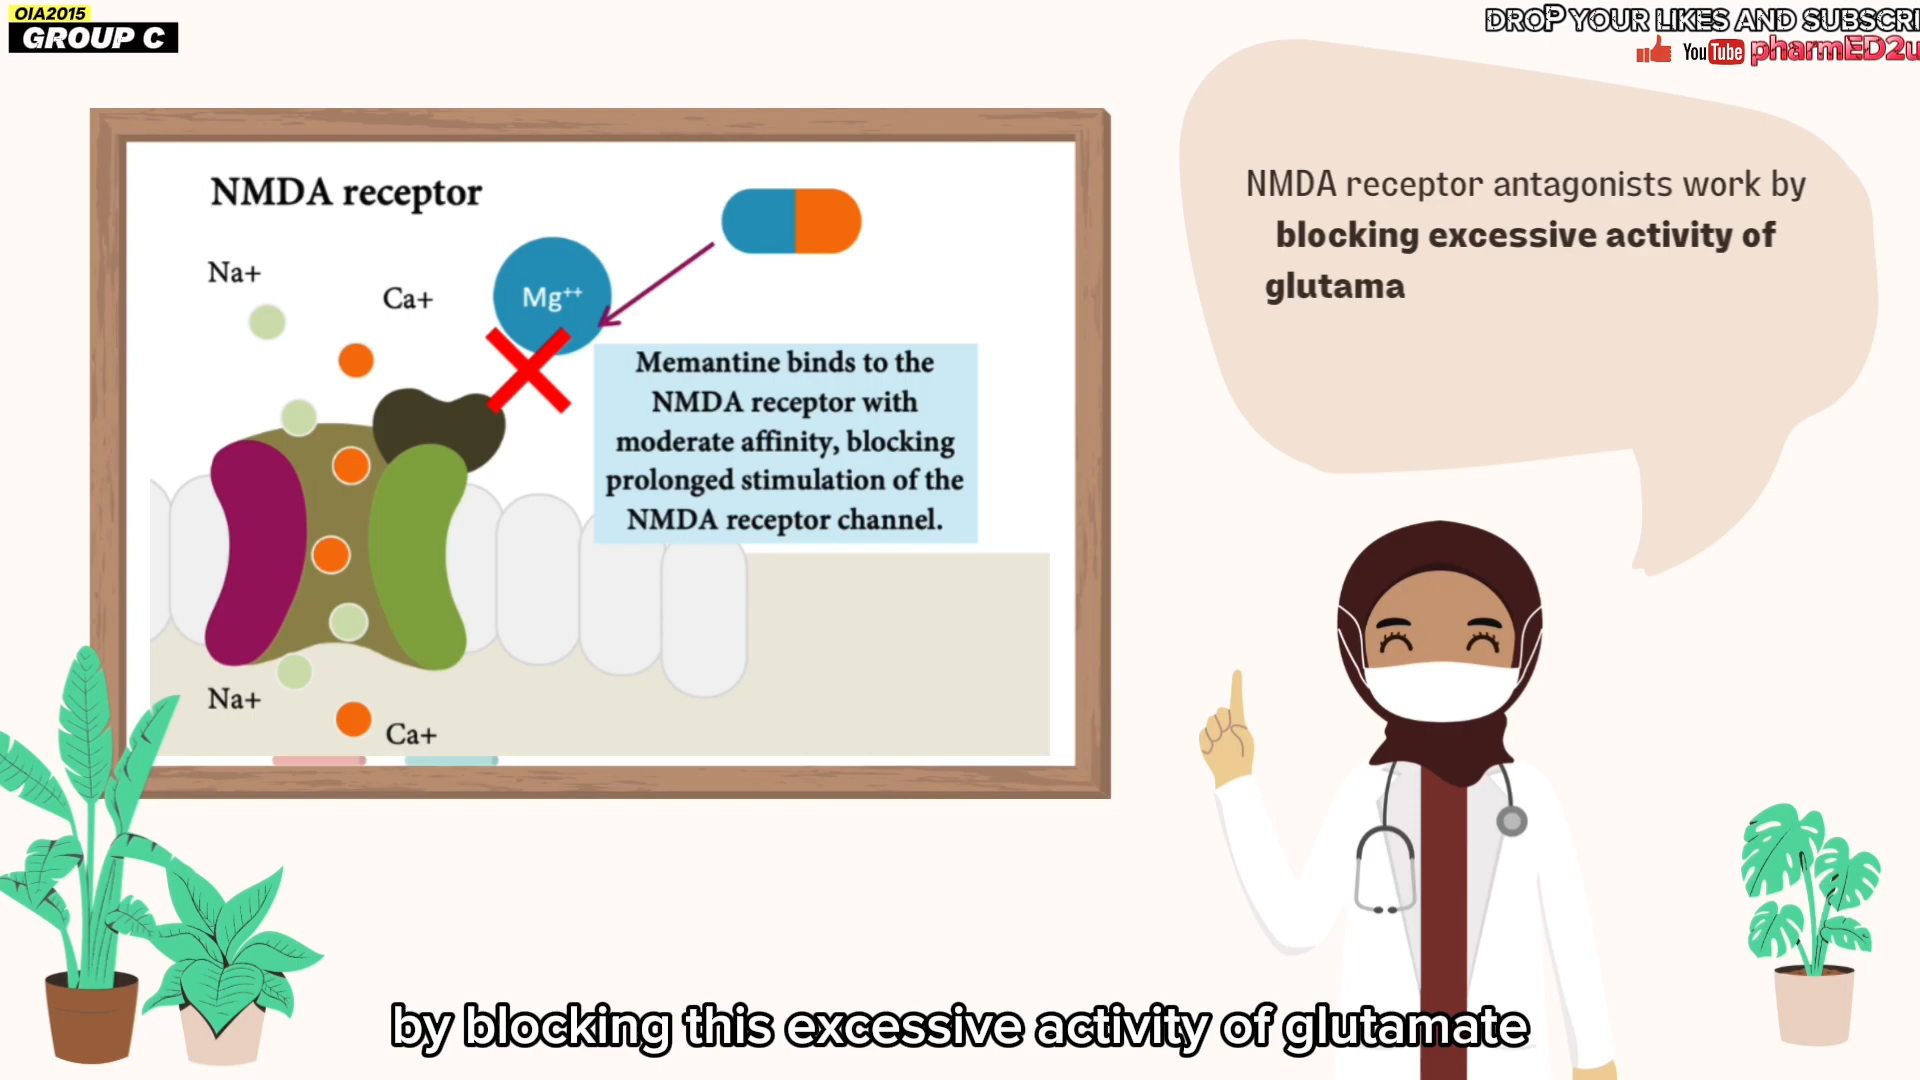 OIA2015
GROUP C
DROP YOUR LIKES AND SUBSCRI
YouTube pharmED2u
NMDA receptor
Na+
Ca+
Mg++
Memantine binds to the
NMDA receptor with
moderate affinity, blocking
prolonged stimulation of the
NMDA receptor channel.
Na+
Ca+
NMDA receptor antagonists work by
blocking excessive activity of
glutama
by blocking this excessive activity of glutamate